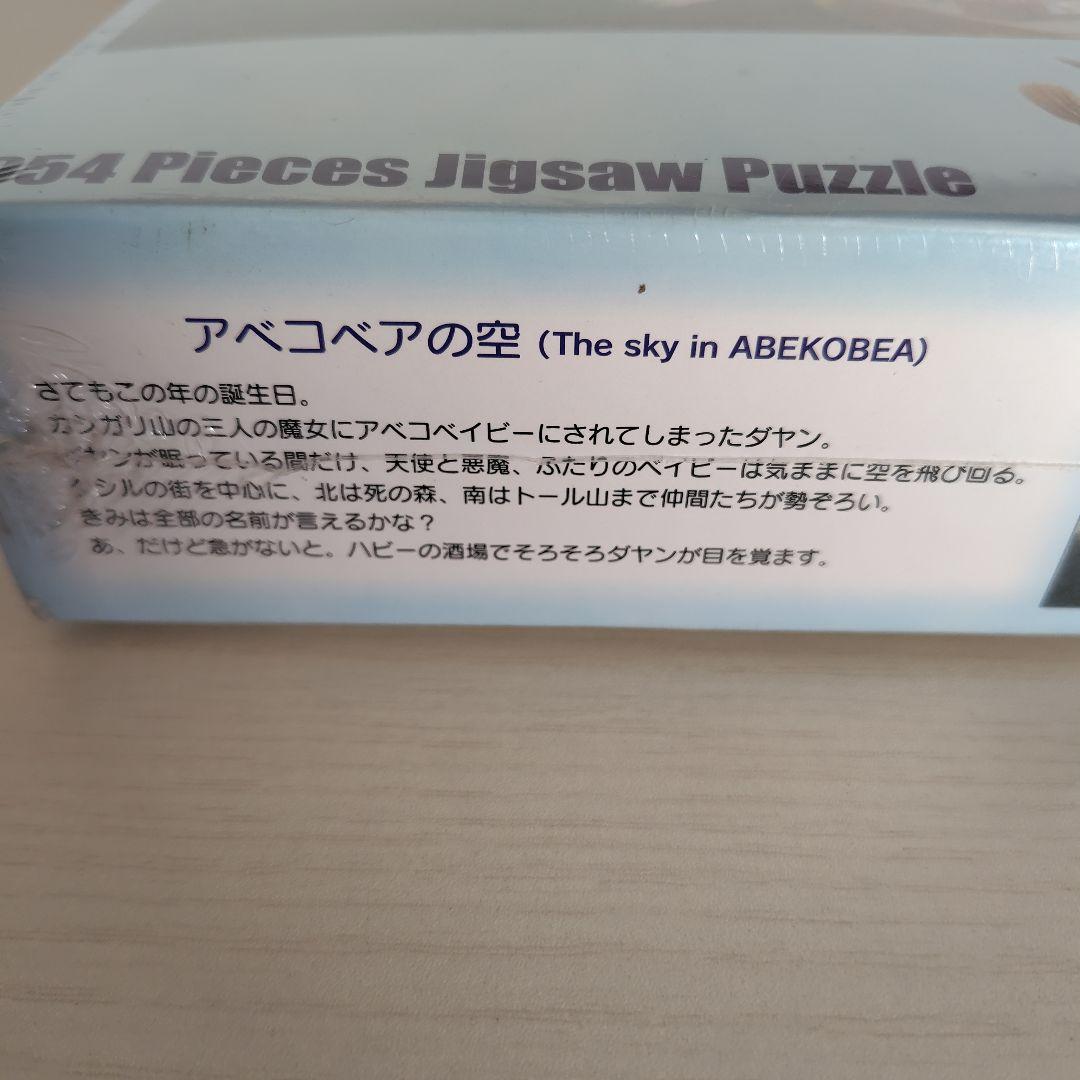 54 Pieces Jigsaw Puzzle
アベコベアの空 (The sky in ABEKOBEA)
さてもこの年の誕生日。
カンガリ山の三人の魔女にアベコベイビーにされてしまったダヤン。
ヤンが眠っている間だけ、天使と悪魔、ふたりのベイビーは気ままに空を飛び回る。
シルの街を中心に、北は死の森、南はトール山まで仲間たちが勢ぞろい。
きみは全部の名前が言えるかな？
あ、だけど急がないと。ハビーの酒場でそろそろダヤンが目を覚ます。